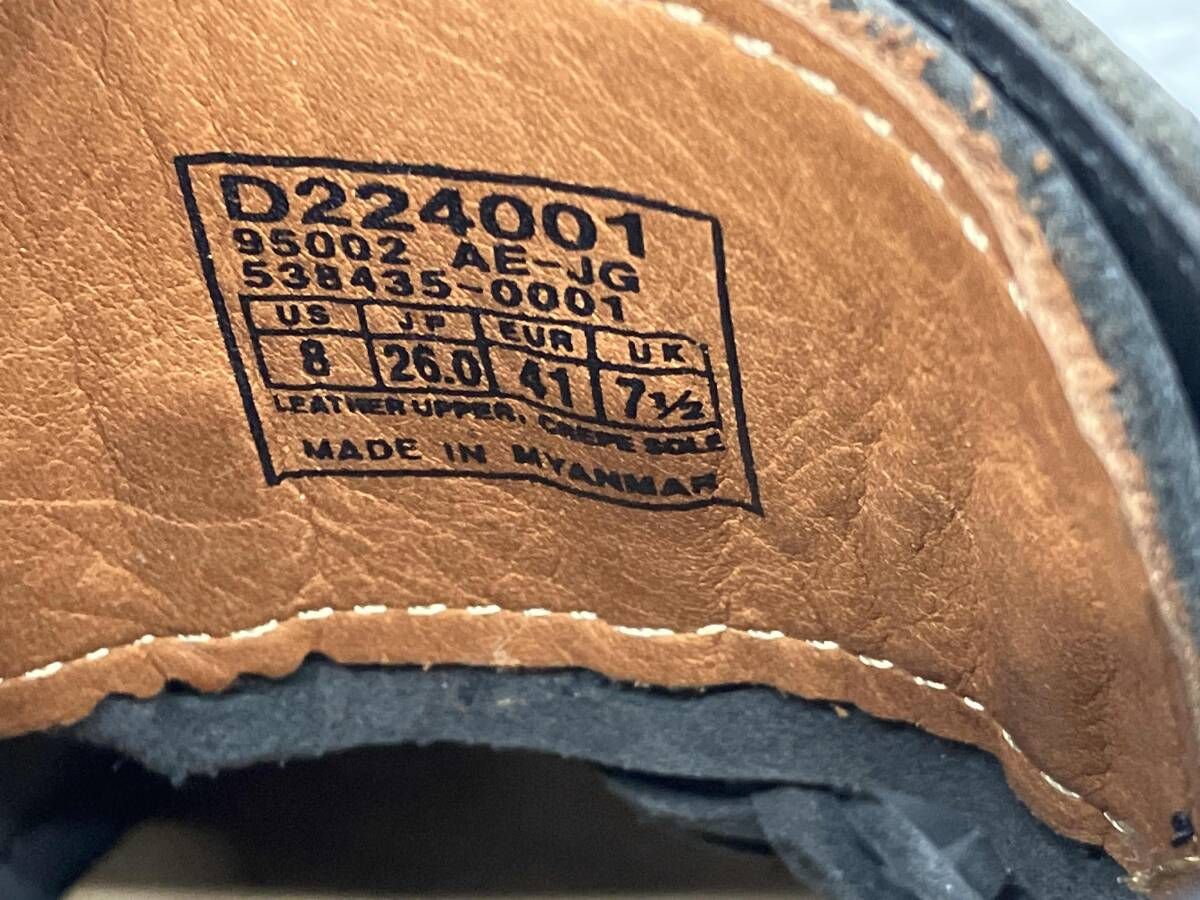 D224001
95002 AE-JG
538435-0001
US JP EUR UK
8 26.0 41 7½
LEATHER UPPER, CREPE SOLE
MADE IN MYANMAR